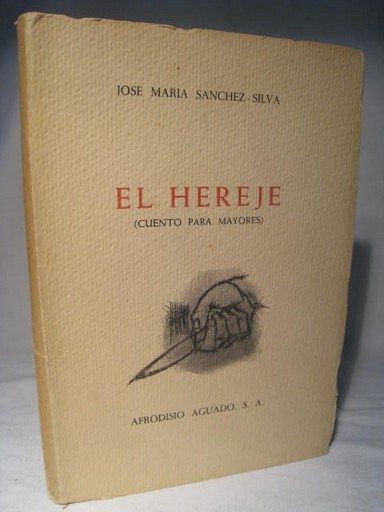 JOSE MARIA SANCHEZ-SILVA
EL HEREJE
(CUENTO PARA MAYORES)
AFRODISIO AGUADO, S. A.